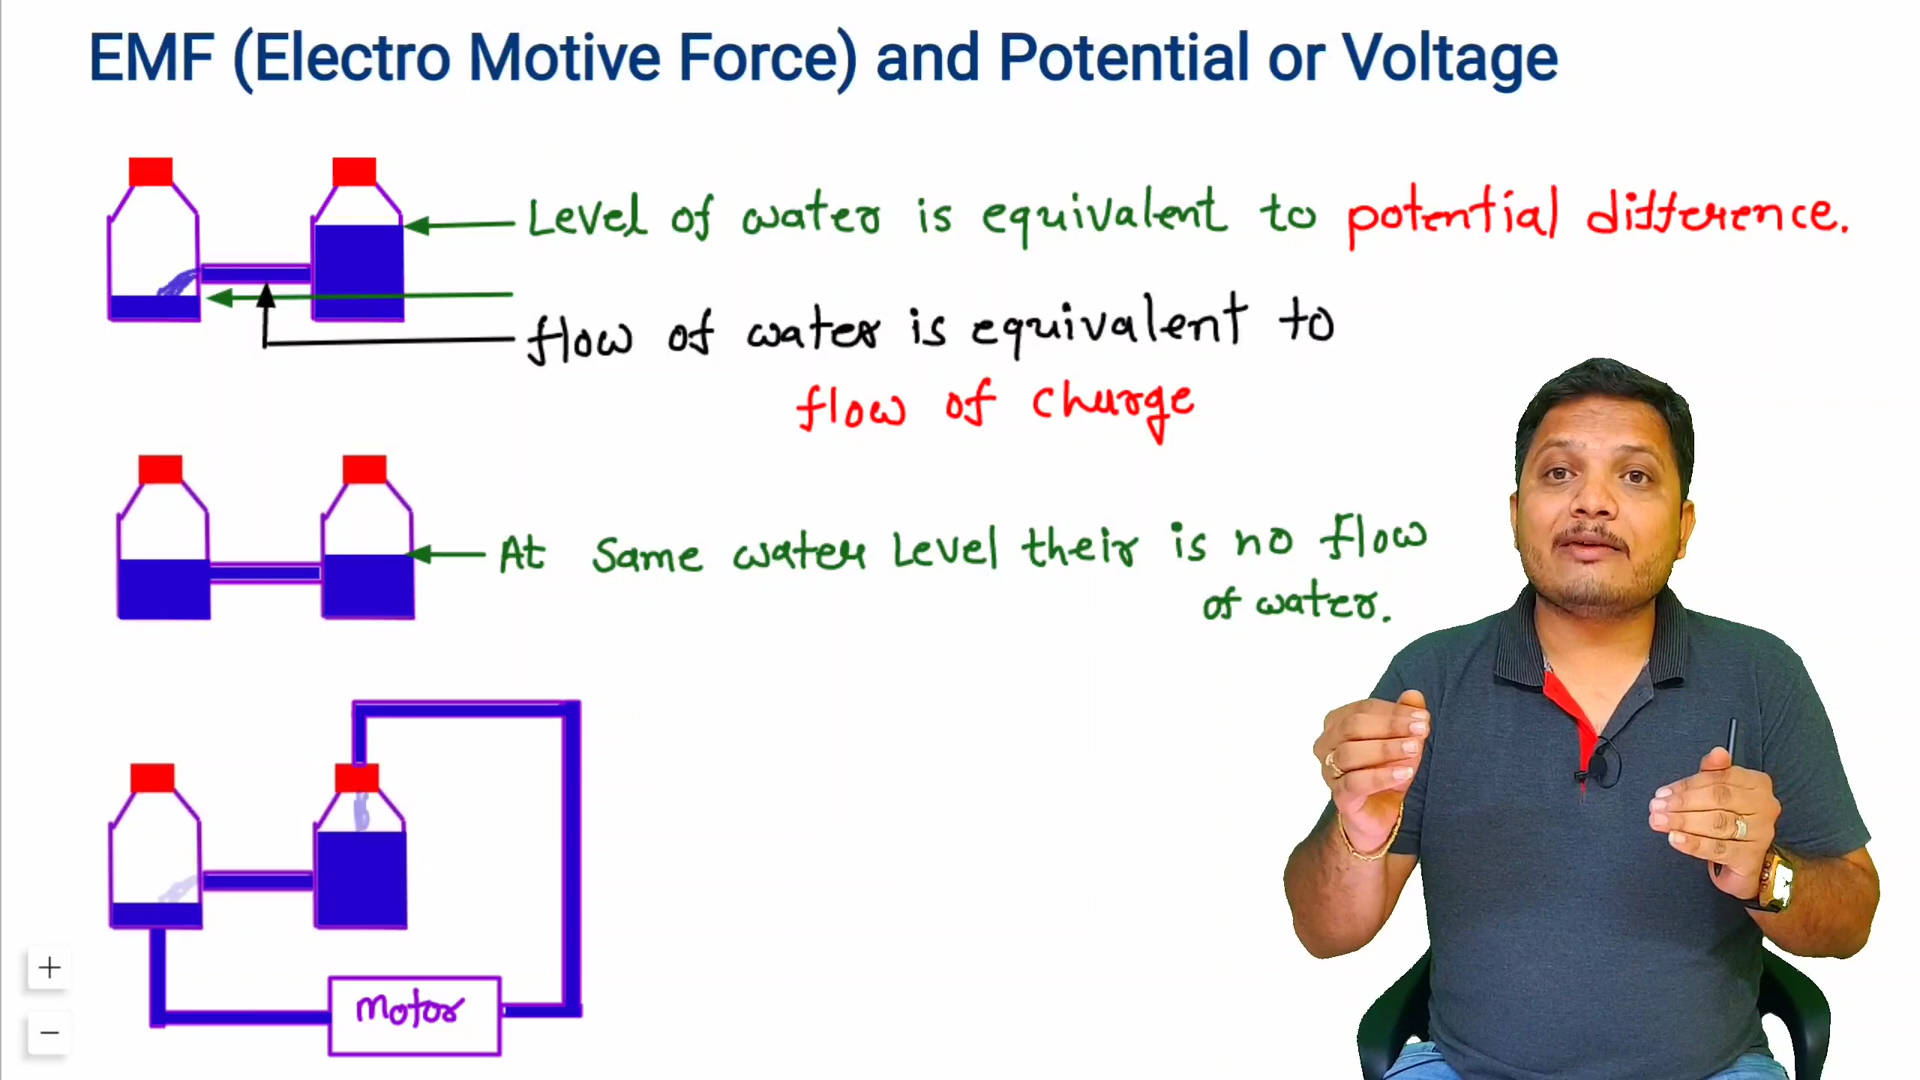 EMF (Electro Motive Force) and Potential or Voltage
Level of water is equivalent to potential difference.
flow of water is equivalent to
flow of charge
At Same water Level their is no flow
of water.
Motor
+
−